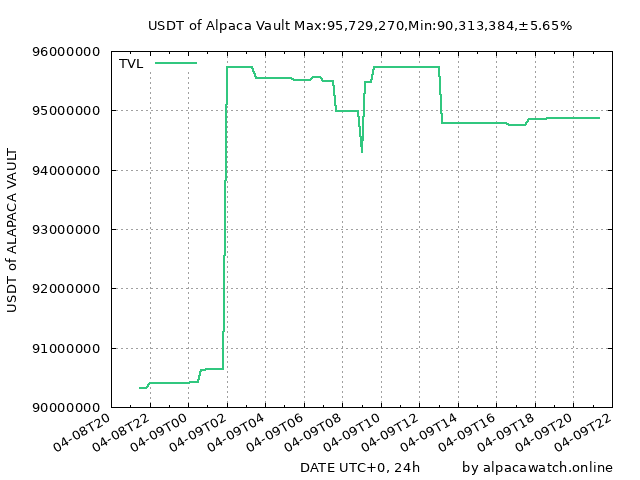 USDT of Alpaca Vault Max:95,729,270,Min:90,313,384,±5.65%
TVL
USDT of ALAPACA VAULT
96000000
95000000
94000000
93000000
92000000
91000000
90000000
04-08T20
04-08T22
04-09T00
04-09T02
04-09T04
04-09T06
04-09T08
04-09T10
04-09T12
04-09T14
04-09T16
04-09T18
04-09T20
04-09T22
DATE UTC+0, 24h
by alpacawatch.online